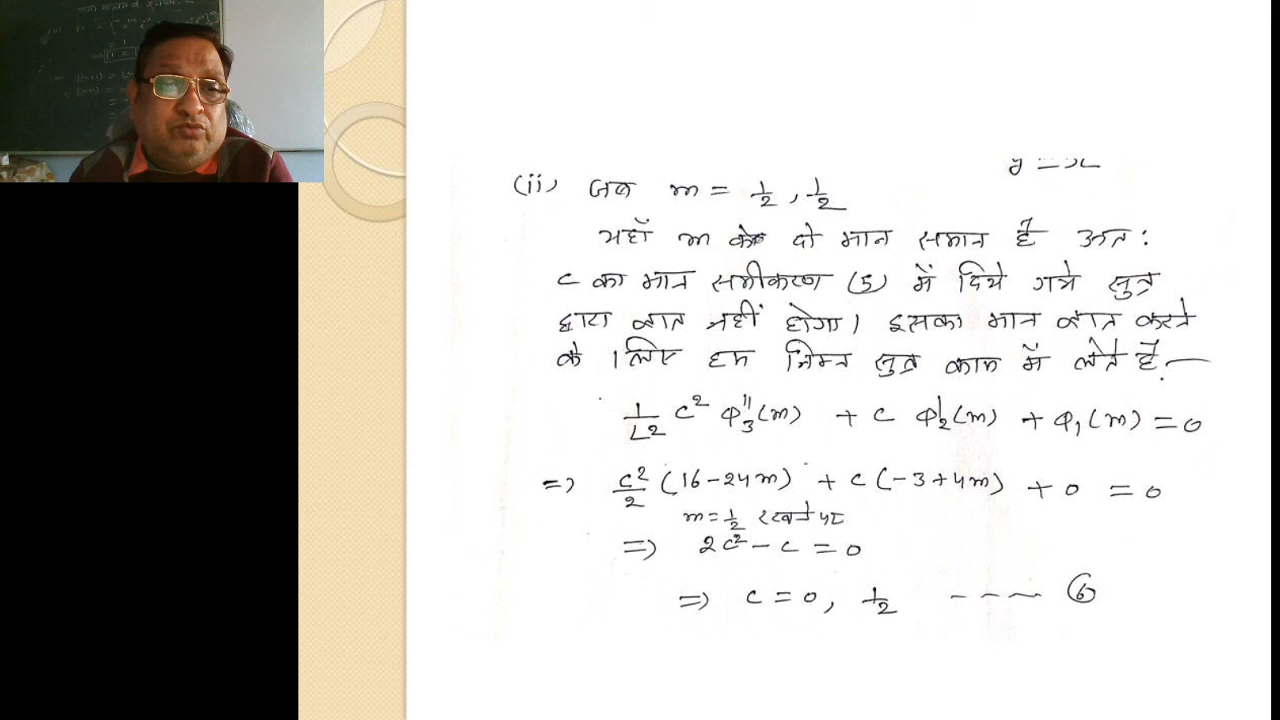 y = x
(ii) जब m = 1/2, 1/2
यहाँ m के दो मान समान है अतः
c का मान समीकरण (5) में दिये गये सुत्र
द्वारा ज्ञात नहीं होगा। इसका मान ज्ञात करने
के लिए हम निम्न सुत्र काम में लेते है.—
1/∟2 c² φ₃''(m) + c φ₂'(m) + φ₁(m) = 0
=> c²/2 (16-24m) + c(-3+4m) + 0 = 0
m = 1/2 रखने पर
=> 2c² - c = 0
=> c = 0, 1/2 ---- ⑥